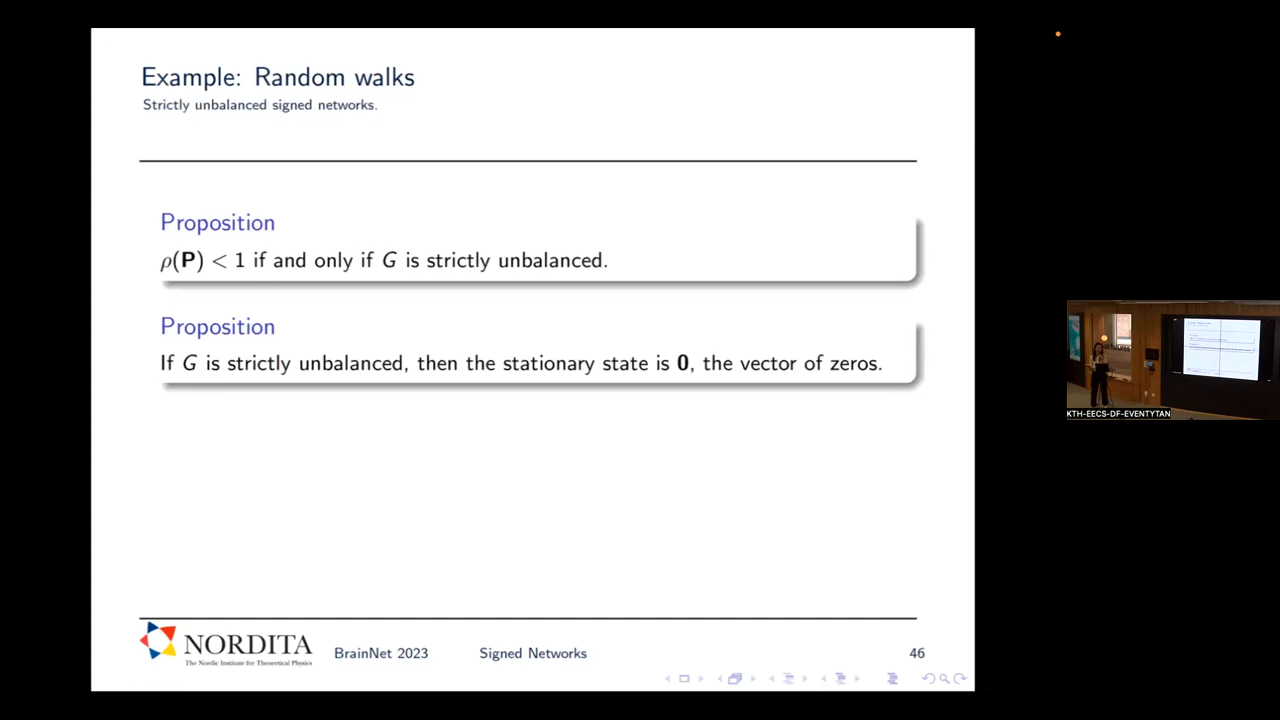 Example: Random walks
Strictly unbalanced signed networks.
Proposition
ρ(P) < 1 if and only if G is strictly unbalanced.
Proposition
If G is strictly unbalanced, then the stationary state is 0, the vector of zeros.
KTH-EECS-DF-EVENTYTAN
NORDITA
The Nordic Institute for Theoretical Physics
BrainNet 2023
Signed Networks
46